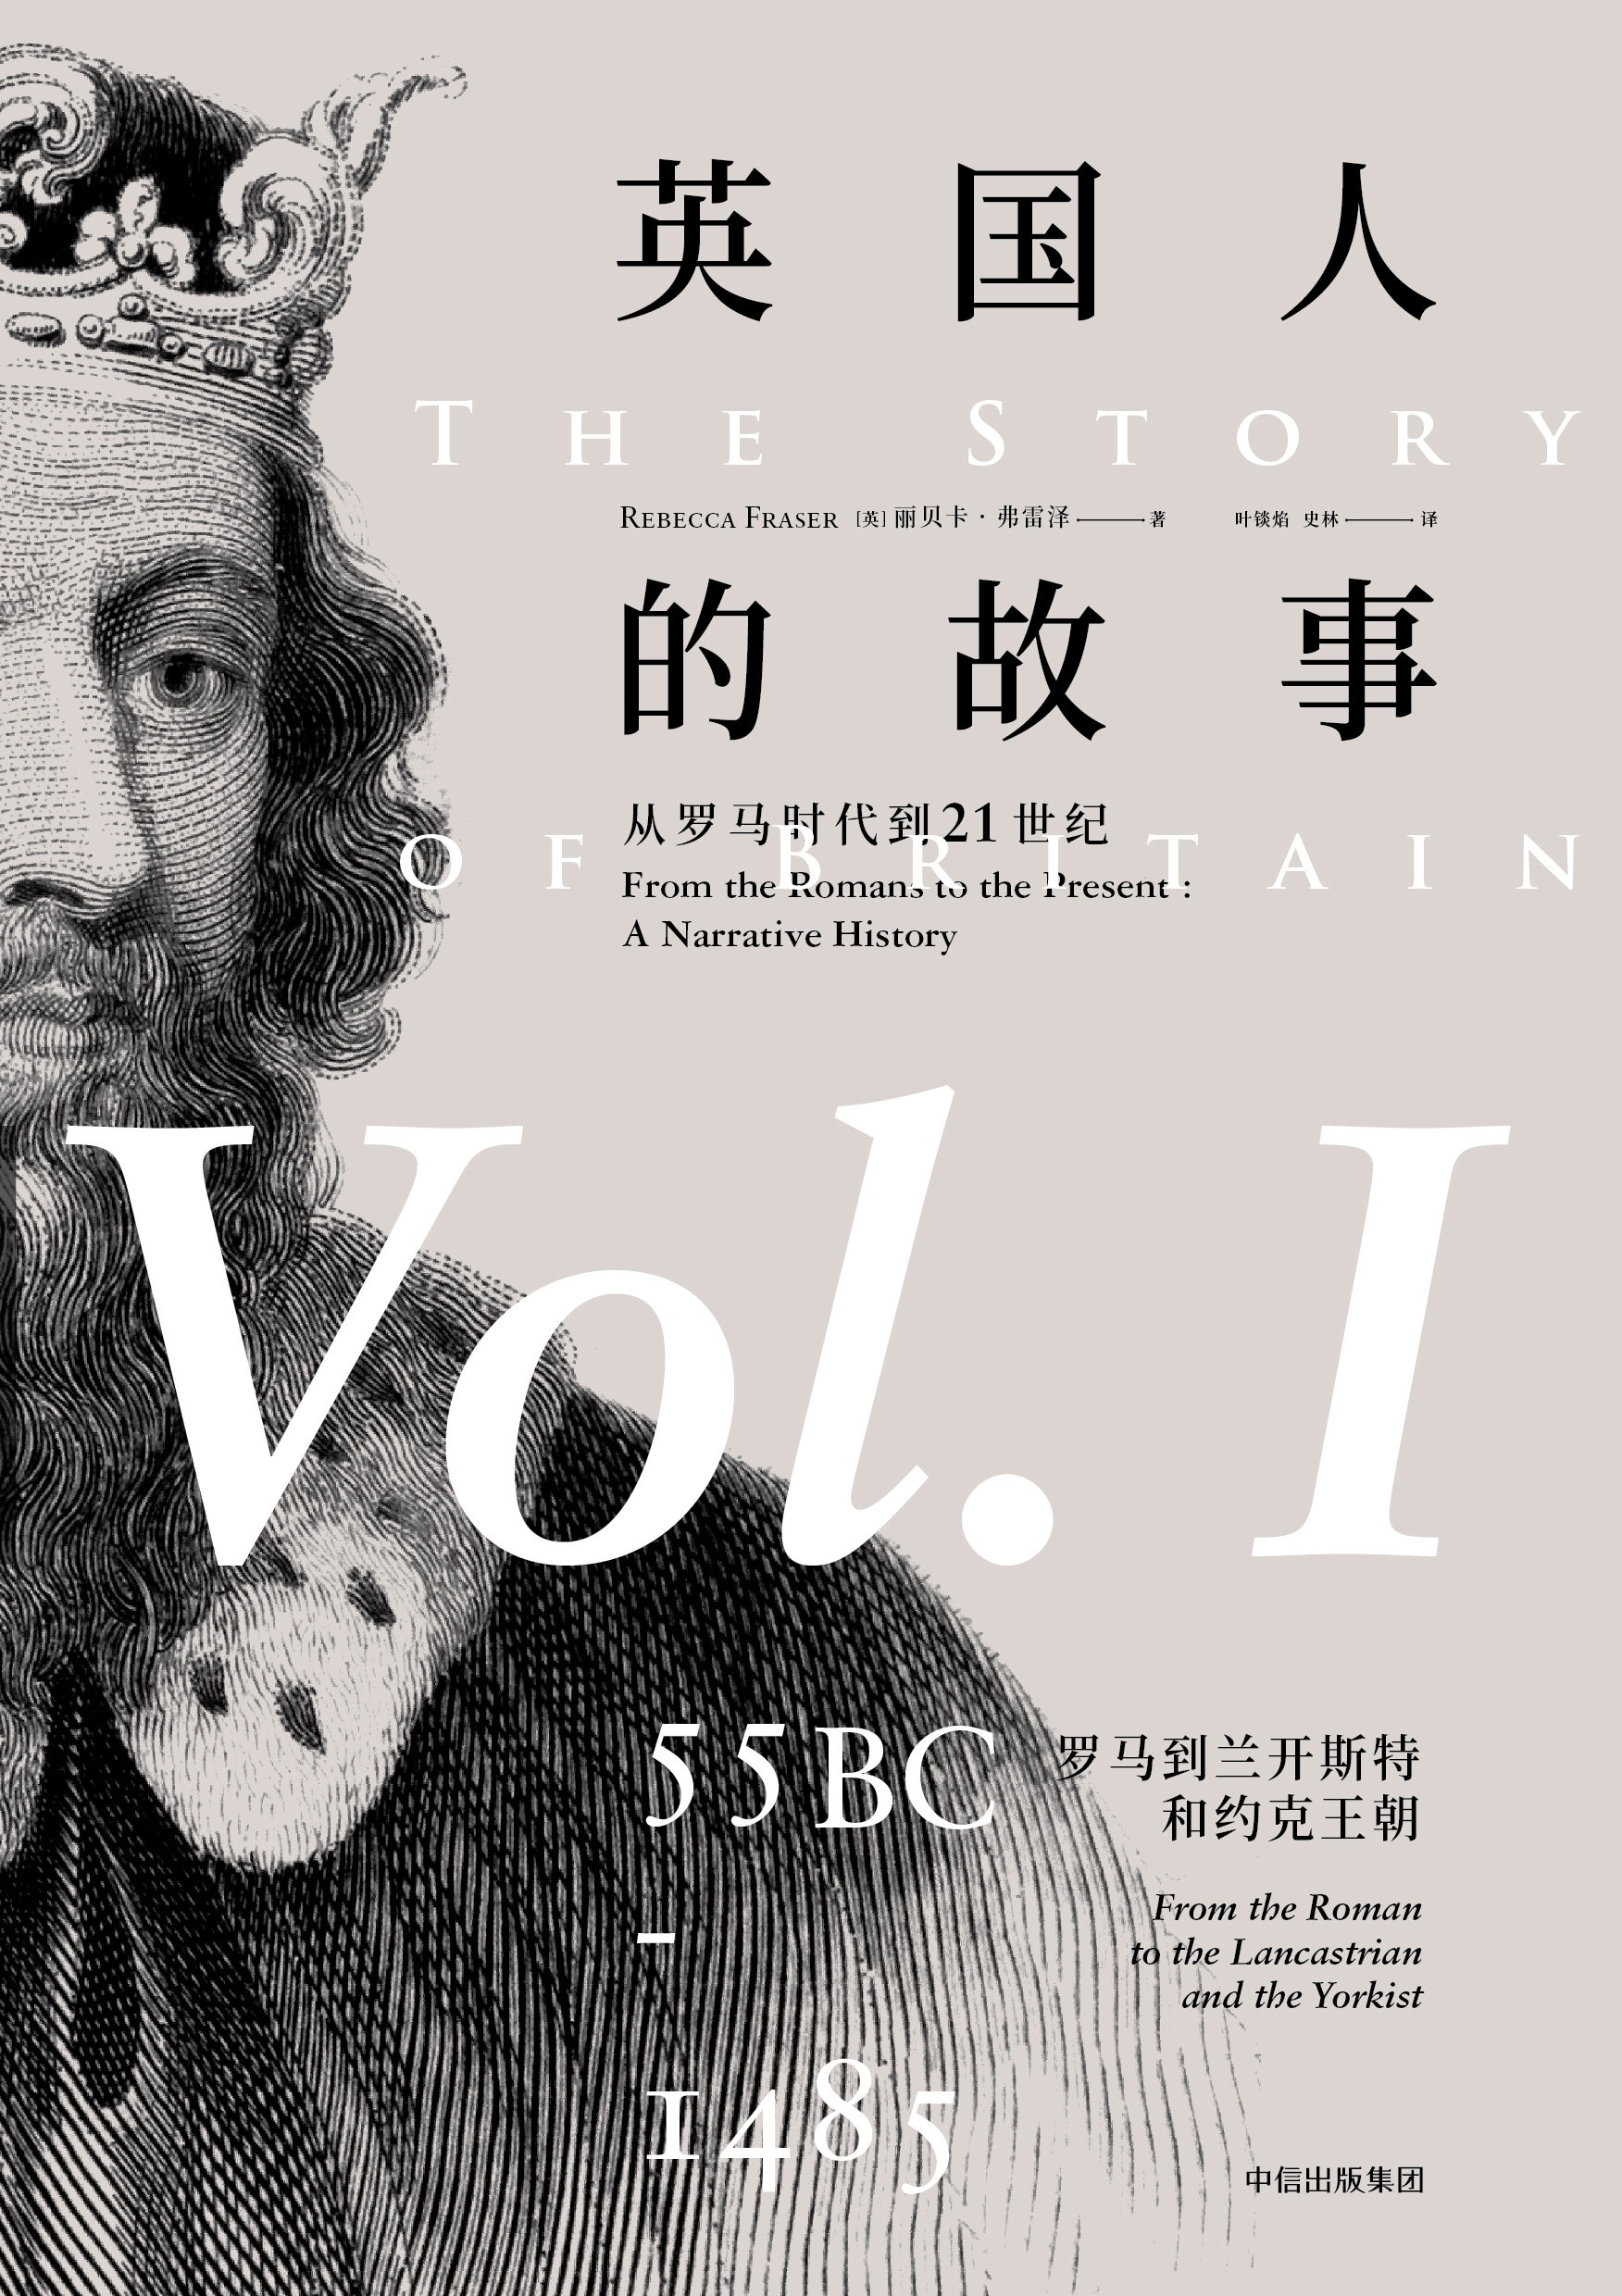 英国人
THE STORY
REBECCA FRASER [英]丽贝卡·弗雷泽——著 叶锬焰 史林——译
的故事
从罗马时代到21世纪
OF BRITAIN
From the Romans to the Present :
A Narrative History
Vol. I
55BC
-
1485
罗马到兰开斯特
和约克王朝
From the Roman
to the Lancastrian
and the Yorkist
中信出版集团